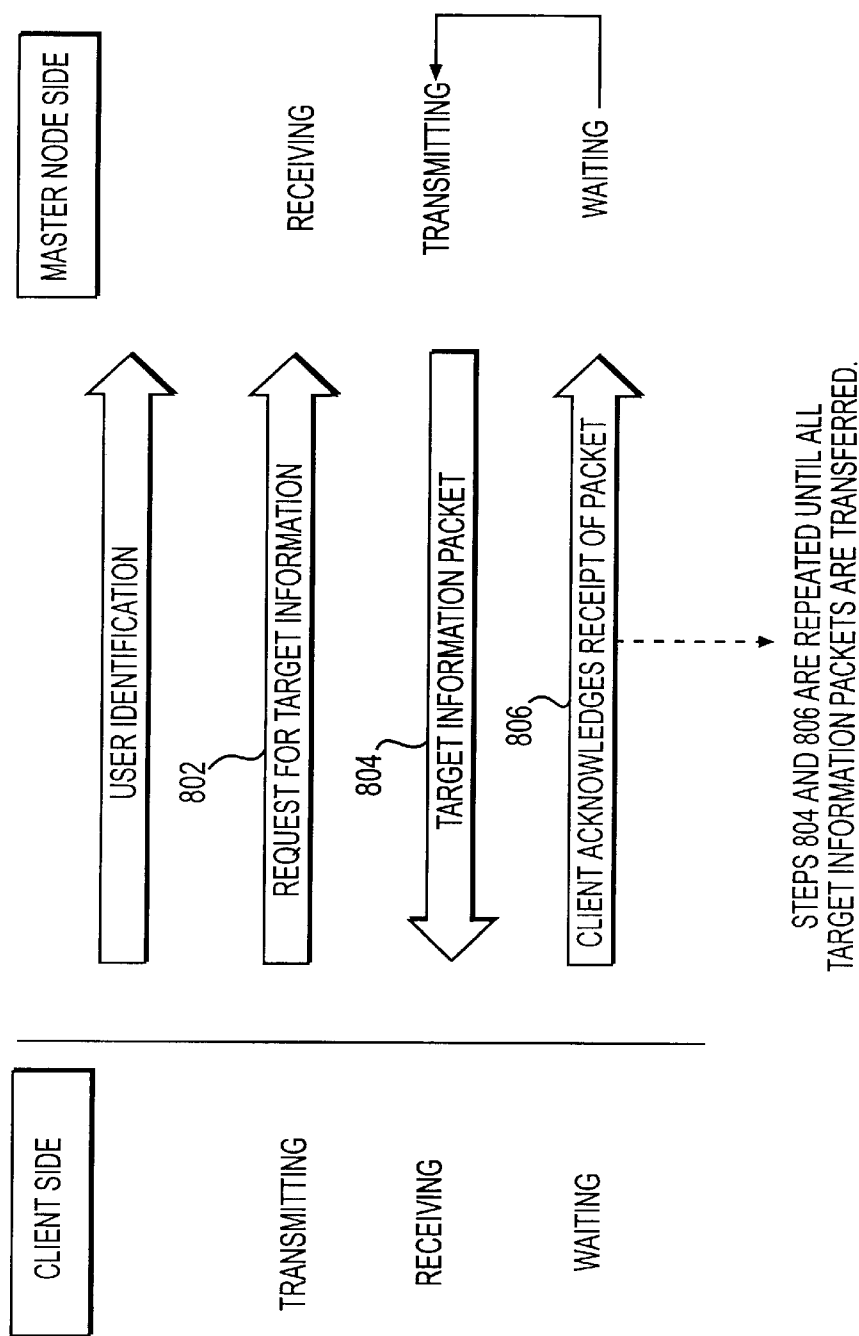 CLIENT SIDE
MASTER NODE SIDE
USER IDENTIFICATION
802
TRANSMITTING
REQUEST FOR TARGET INFORMATION
RECEIVING
804
RECEIVING
TARGET INFORMATION PACKET
TRANSMITTING
806
WAITING
CLIENT ACKNOWLEDGES RECEIPT OF PACKET
WAITING
STEPS 804 AND 806 ARE REPEATED UNTIL ALL
TARGET INFORMATION PACKETS ARE TRANSFERRED.